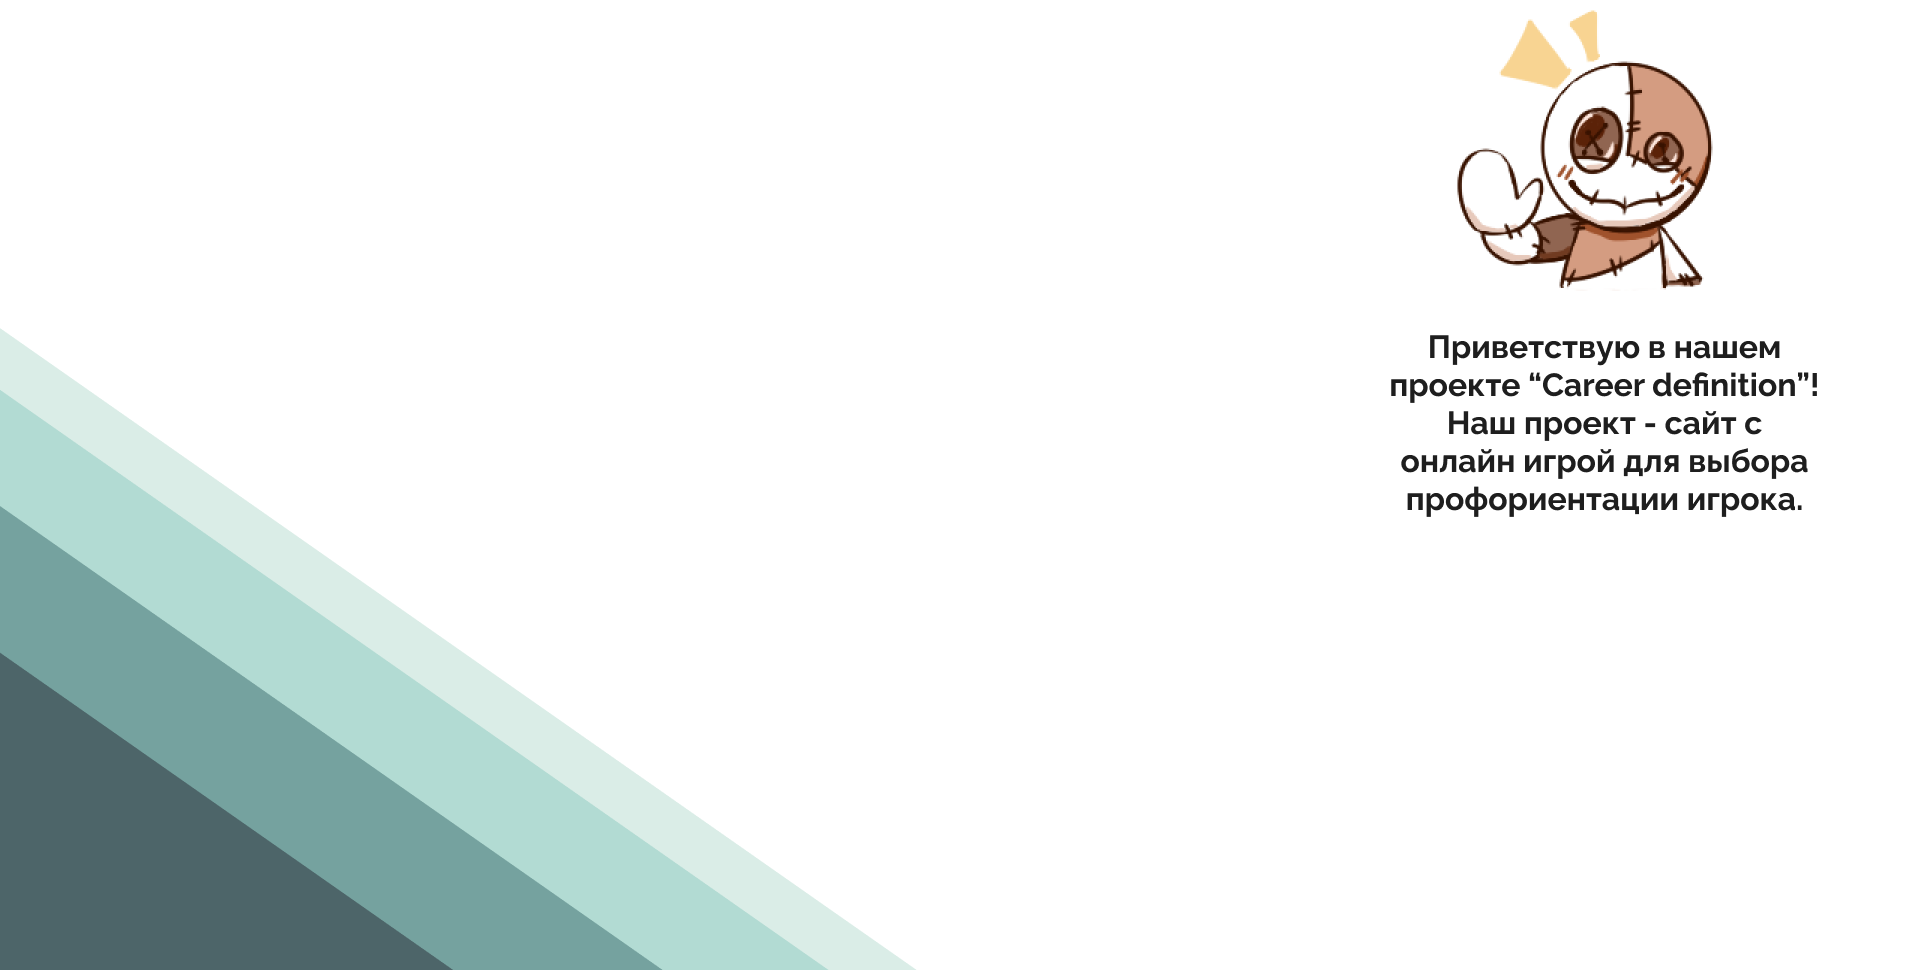 Приветствую в нашем
проекте “Career definition”!
Наш проект - сайт с
онлайн игрой для выбора
профориентации игрока.